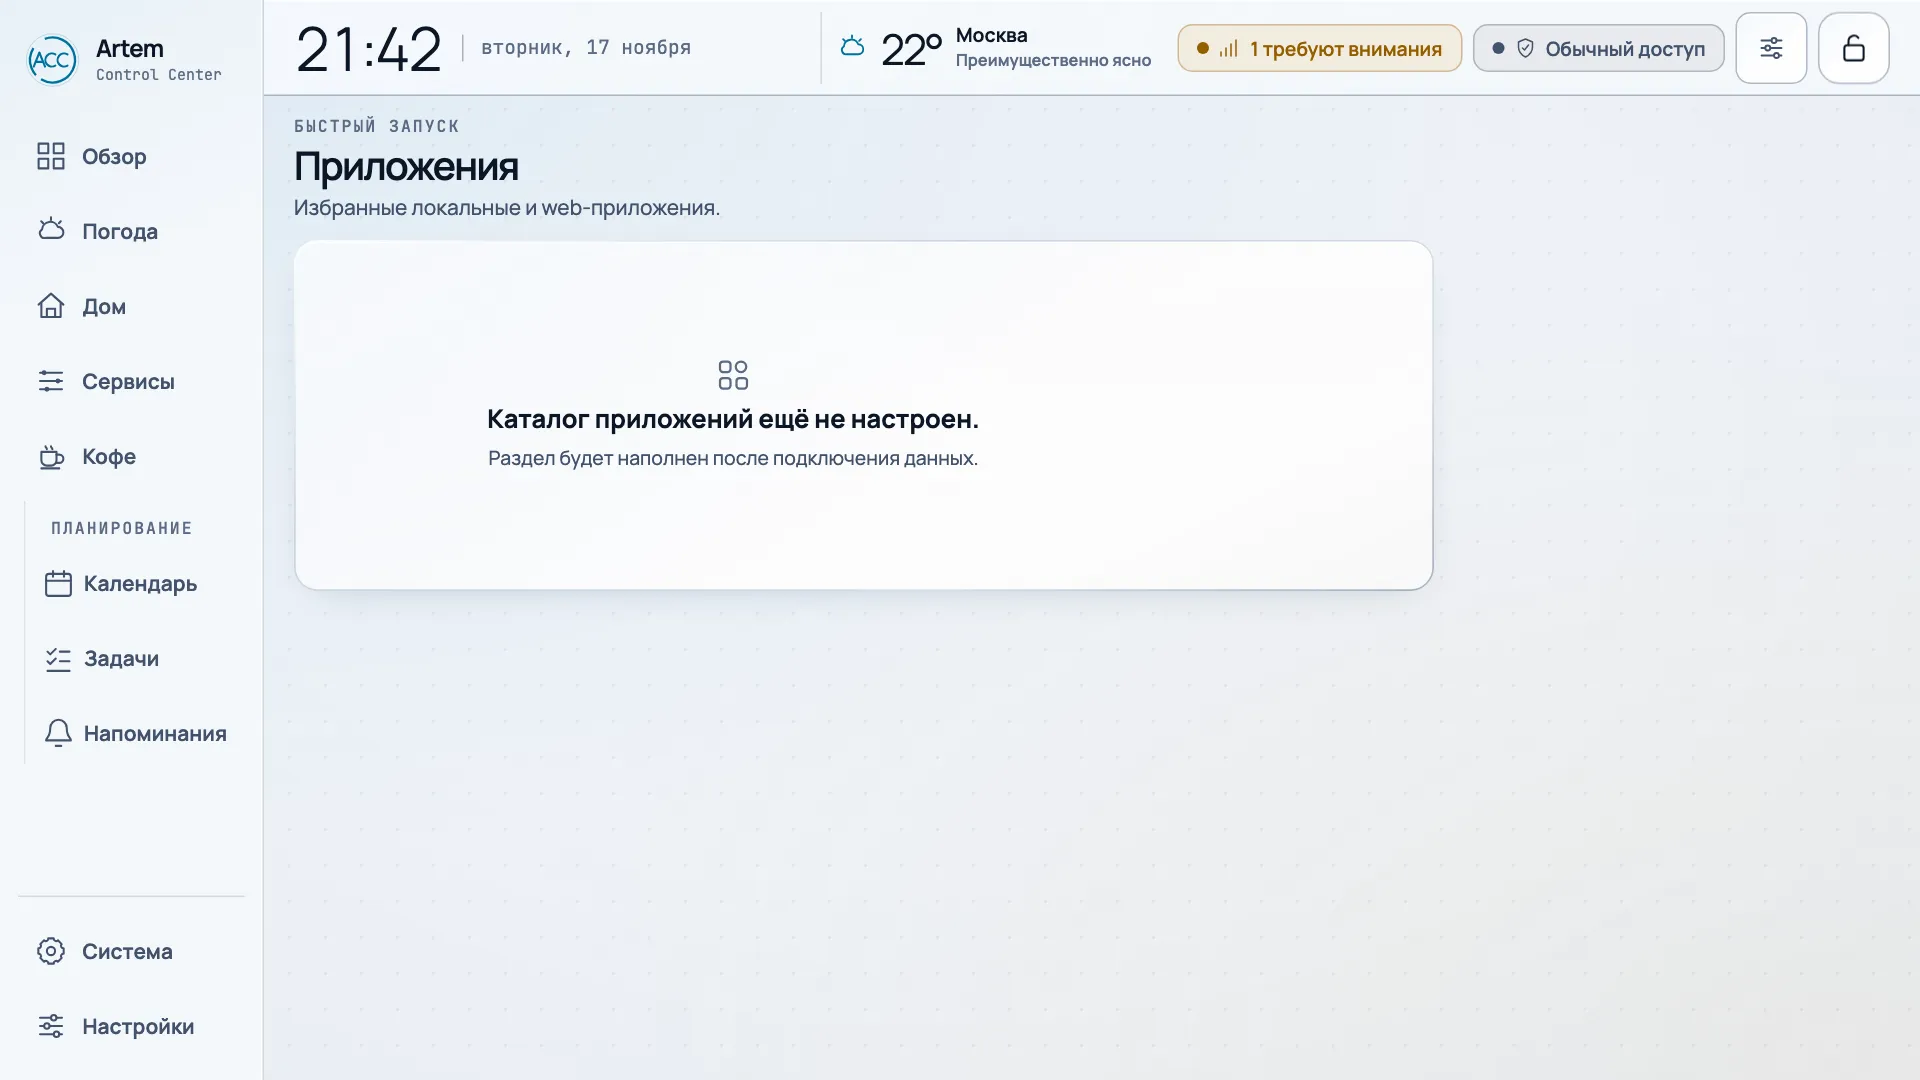 ACC
Artem
Control Center
Обзор
Погода
Дом
Сервисы
Кофе
ПЛАНИРОВАНИЕ
Календарь
Задачи
Напоминания
Система
Настройки
21:42
вторник, 17 ноября
22°
Москва
Преимущественно ясно
1 требуют внимания
Обычный доступ
БЫСТРЫЙ ЗАПУСК
Приложения
Избранные локальные и web-приложения.
Каталог приложений ещё не настроен.
Раздел будет наполнен после подключения данных.